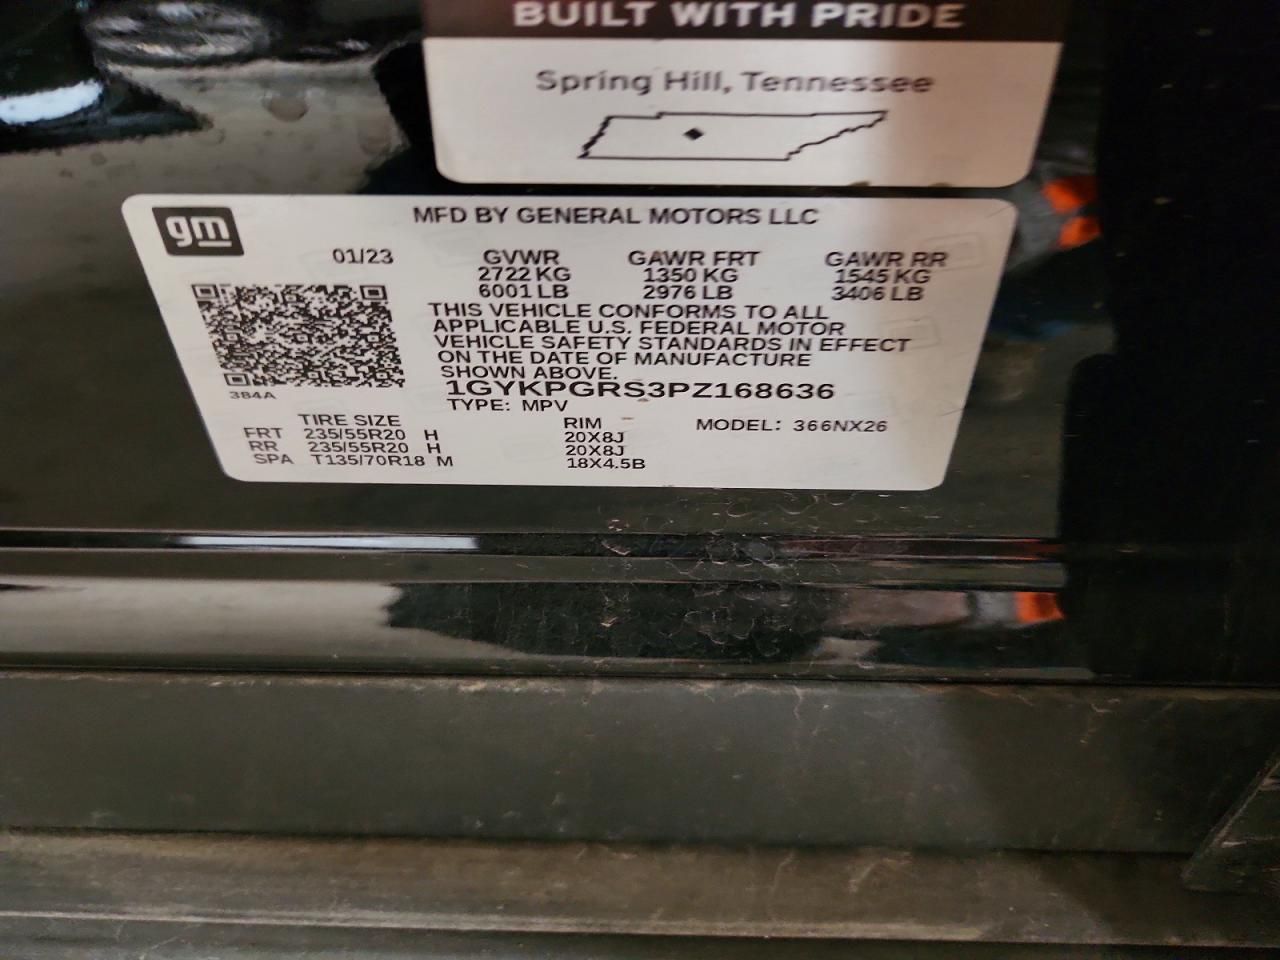 BUILT WITH PRIDE
Spring Hill, Tennessee
gm
MFD BY GENERAL MOTORS LLC
01/23 GVWR GAWR FRT GAWR RR
2722 KG 1350 KG 1545 KG
6001 LB 2976 LB 3406 LB
THIS VEHICLE CONFORMS TO ALL
APPLICABLE U.S. FEDERAL MOTOR
VEHICLE SAFETY STANDARDS IN EFFECT
ON THE DATE OF MANUFACTURE
SHOWN ABOVE.
384A
1GYKPGRS3PZ168636
TYPE: MPV
TIRE SIZE RIM MODEL: 366NX26
FRT 235/55R20 H 20X8J
RR 235/55R20 H 20X8J
SPA T135/70R18 M 18X4.5B